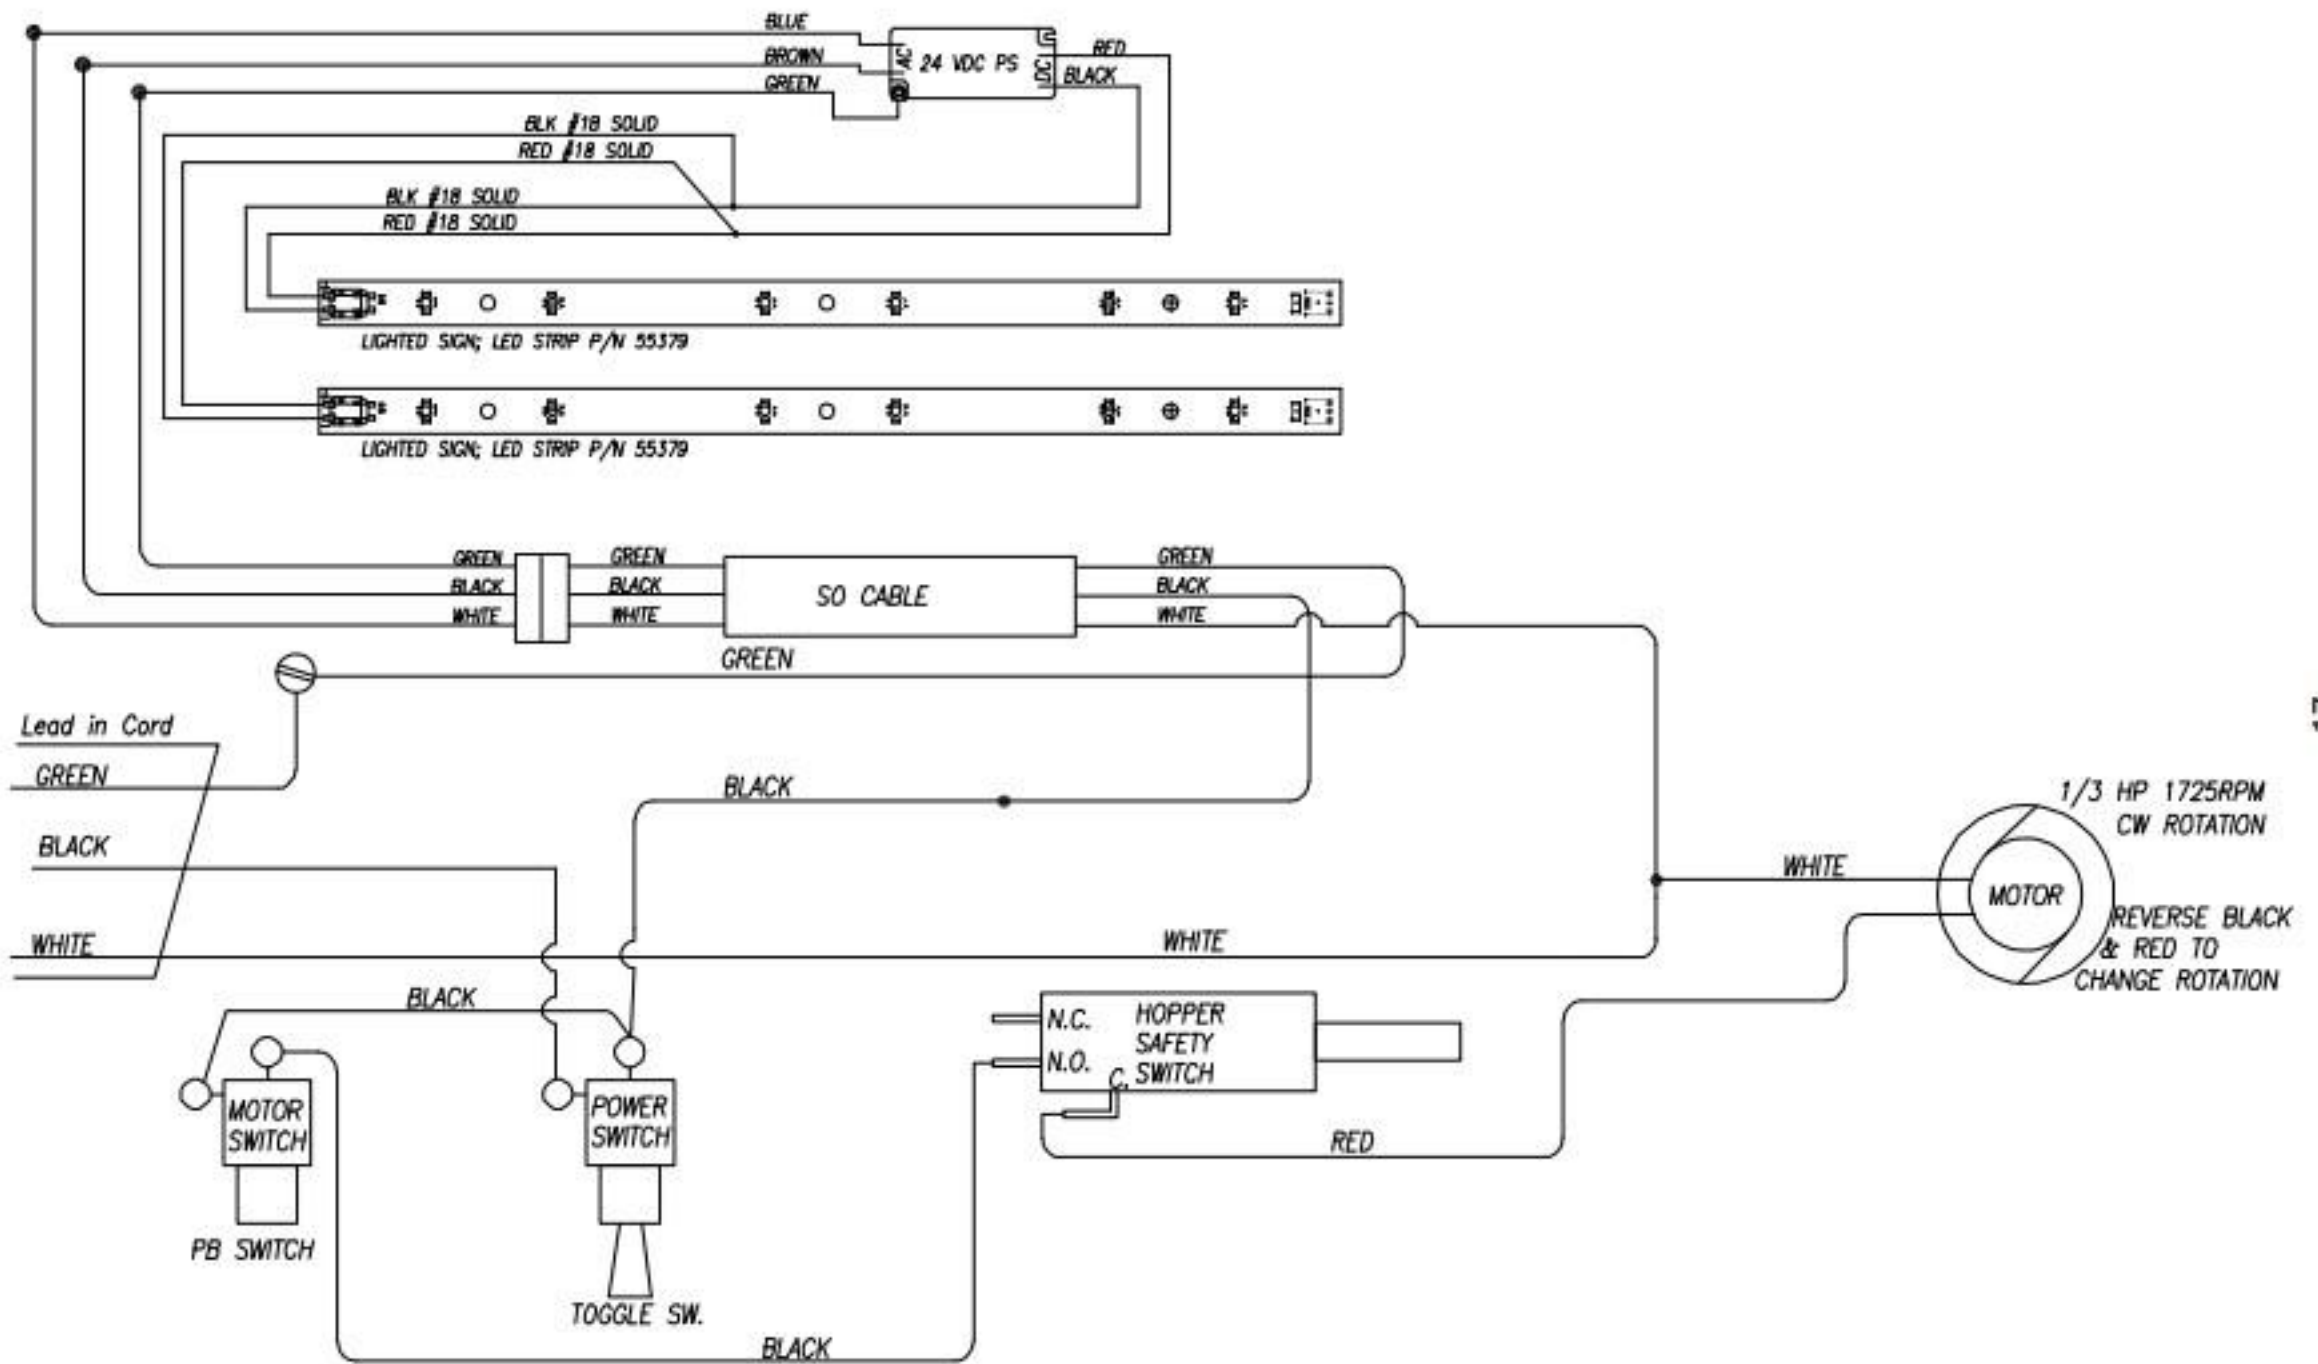 BLUE
BROWN
GREEN
AC
24 VDC PS
DC
RED
BLACK
BLK #18 SOLID
RED #18 SOLID
BLK #18 SOLID
RED #18 SOLID
LIGHTED SIGN; LED STRIP P/N 55379
LIGHTED SIGN; LED STRIP P/N 55379
GREEN
BLACK
WHITE
GREEN
BLACK
WHITE
SO CABLE
GREEN
BLACK
WHITE
GREEN
Lead in Cord
GREEN
BLACK
WHITE
BLACK
WHITE
WHITE
1/3 HP 1725RPM
CW ROTATION
MOTOR
REVERSE BLACK
& RED TO
CHANGE ROTATION
BLACK
MOTOR
SWITCH
PB SWITCH
POWER
SWITCH
TOGGLE SW.
N.C.
N.O.
C.
HOPPER
SAFETY
SWITCH
RED
BLACK